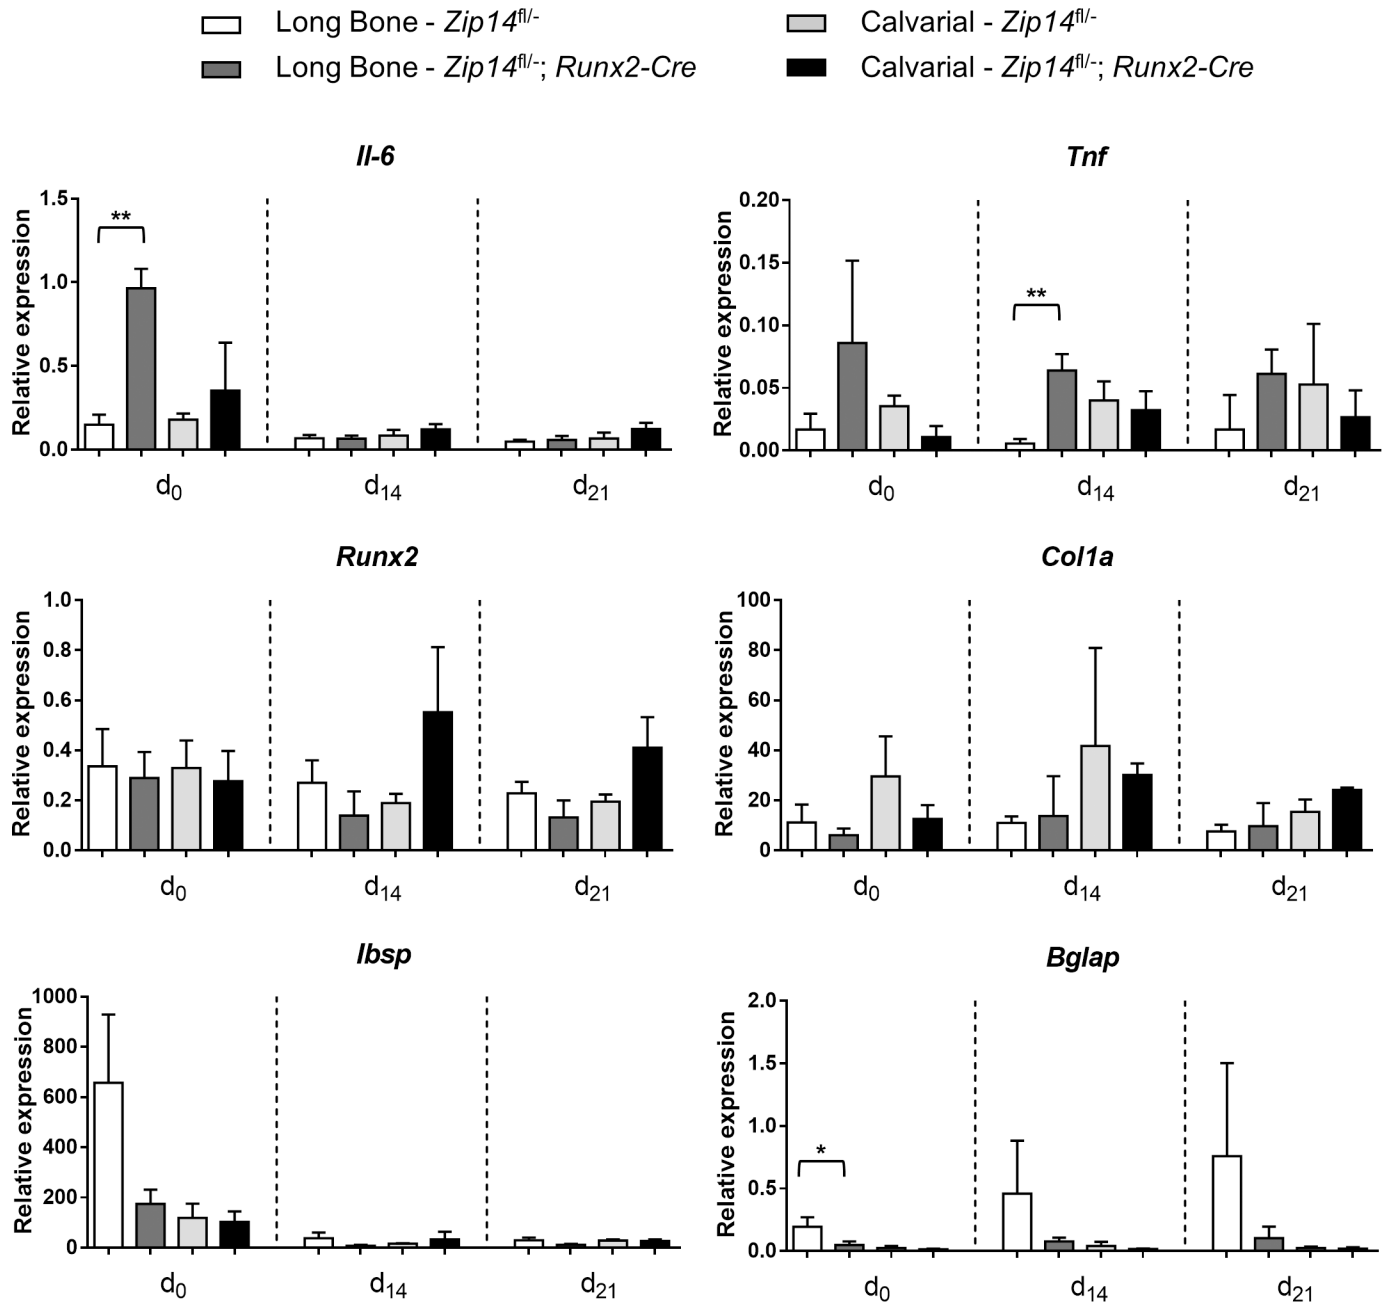 Long Bone - Zip14fl/-
Calvarial - Zip14fl/-
Long Bone - Zip14fl/-; Runx2-Cre
Calvarial - Zip14fl/-; Runx2-Cre
Il-6
Relative expression
1.5
1.0
0.5
0.0
**
d0
d14
d21
Tnf
Relative expression
0.20
0.15
0.10
0.05
0.00
**
d0
d14
d21
Runx2
Relative expression
1.0
0.8
0.6
0.4
0.2
0.0
d0
d14
d21
Col1a
Relative expression
100
80
60
40
20
0
d0
d14
d21
Ibsp
Relative expression
1000
800
600
400
200
0
d0
d14
d21
Bglap
Relative expression
2.0
1.5
1.0
0.5
0.0
*
d0
d14
d21